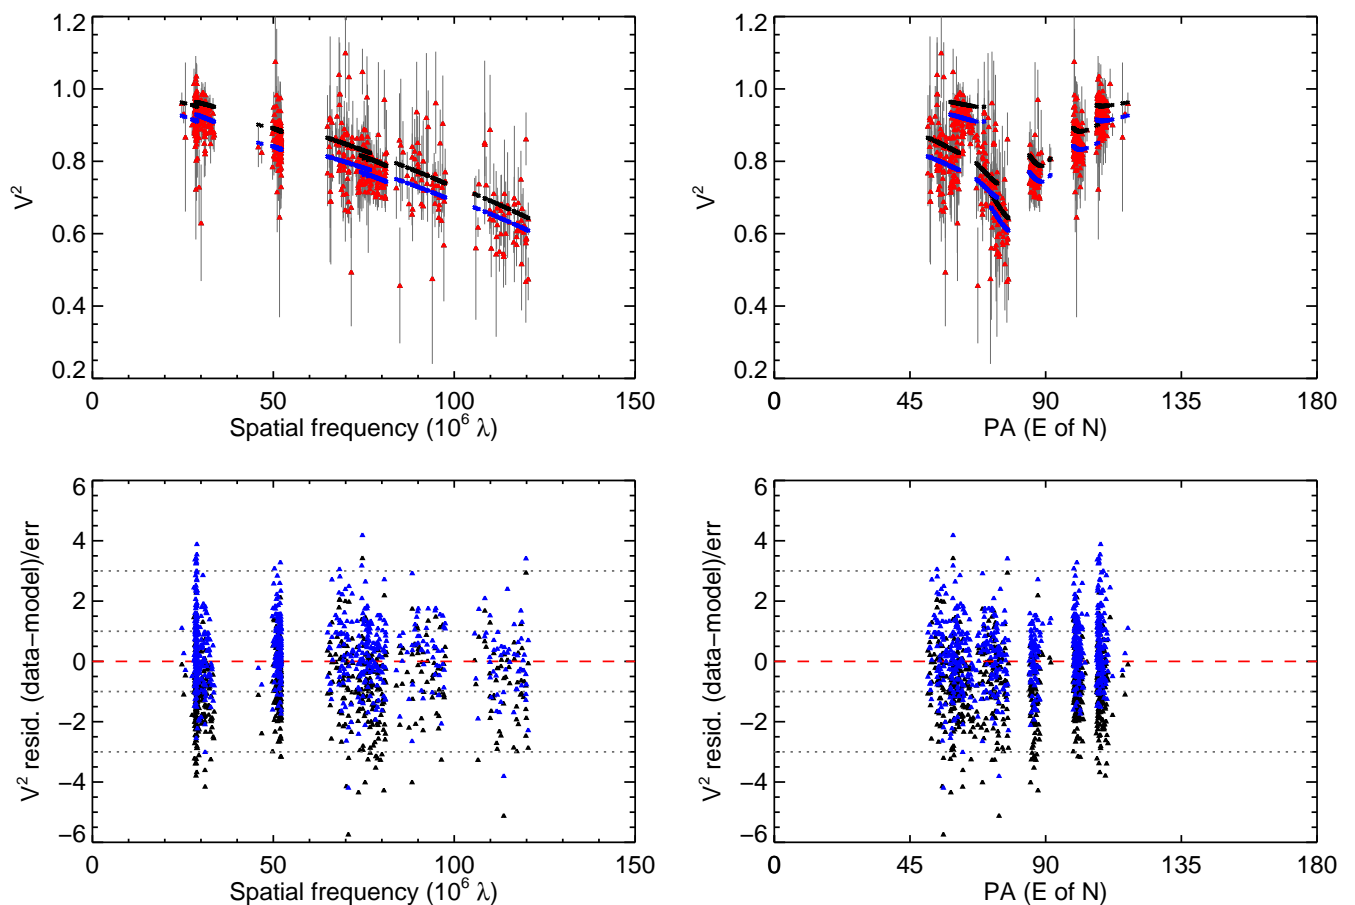 1.2
1.0
0.8
0.6
0.4
0.2
V²
0 50 100 150
Spatial frequency (10⁶ λ)
1.2
1.0
0.8
0.6
0.4
0.2
V²
0 45 90 135 180
PA (E of N)
6
4
2
0
−2
−4
−6
V² resid. (data−model)/err
0 50 100 150
Spatial frequency (10⁶ λ)
6
4
2
0
−2
−4
−6
V² resid. (data−model)/err
0 45 90 135 180
PA (E of N)